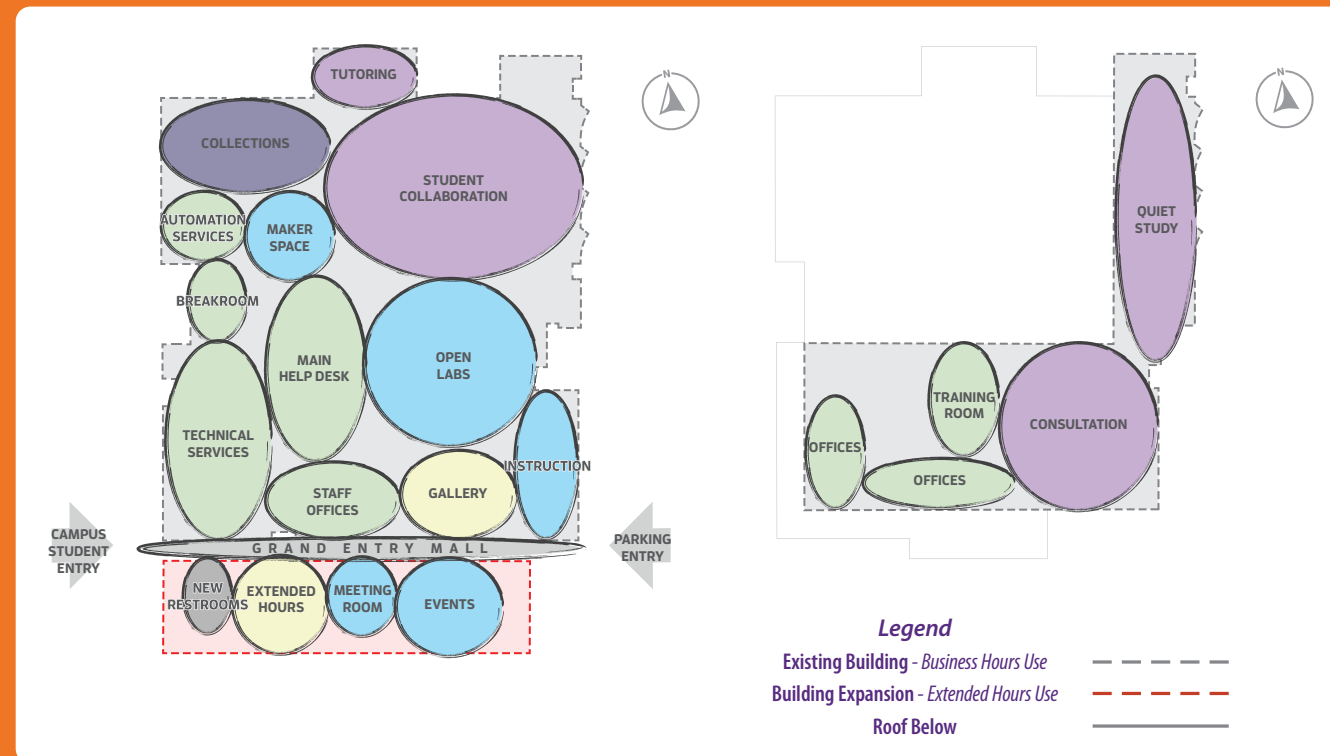 TUTORING
N
COLLECTIONS
STUDENT
COLLABORATION
AUTOMATION
SERVICES
MAKER
SPACE
BREAKROOM
MAIN
HELP DESK
OPEN
LABS
TECHNICAL
SERVICES
INSTRUCTION
STAFF
OFFICES
GALLERY
CAMPUS
STUDENT
ENTRY
GRAND ENTRY MALL
PARKING
ENTRY
NEW
RESTROOMS
EXTENDED
HOURS
MEETING
ROOM
EVENTS
N
QUIET
STUDY
TRAINING
ROOM
CONSULTATION
OFFICES
OFFICES
Legend
Existing Building - Business Hours Use
Building Expansion - Extended Hours Use
Roof Below